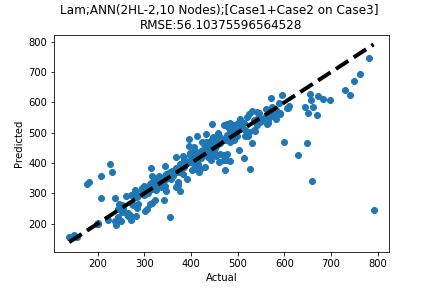 Lam;ANN(2HL-2,10 Nodes);[Case1+Case2 on Case3]
RMSE:56.10375596564528
800
700
600
500
400
300
200
Predicted
200 300 400 500 600 700 800
Actual